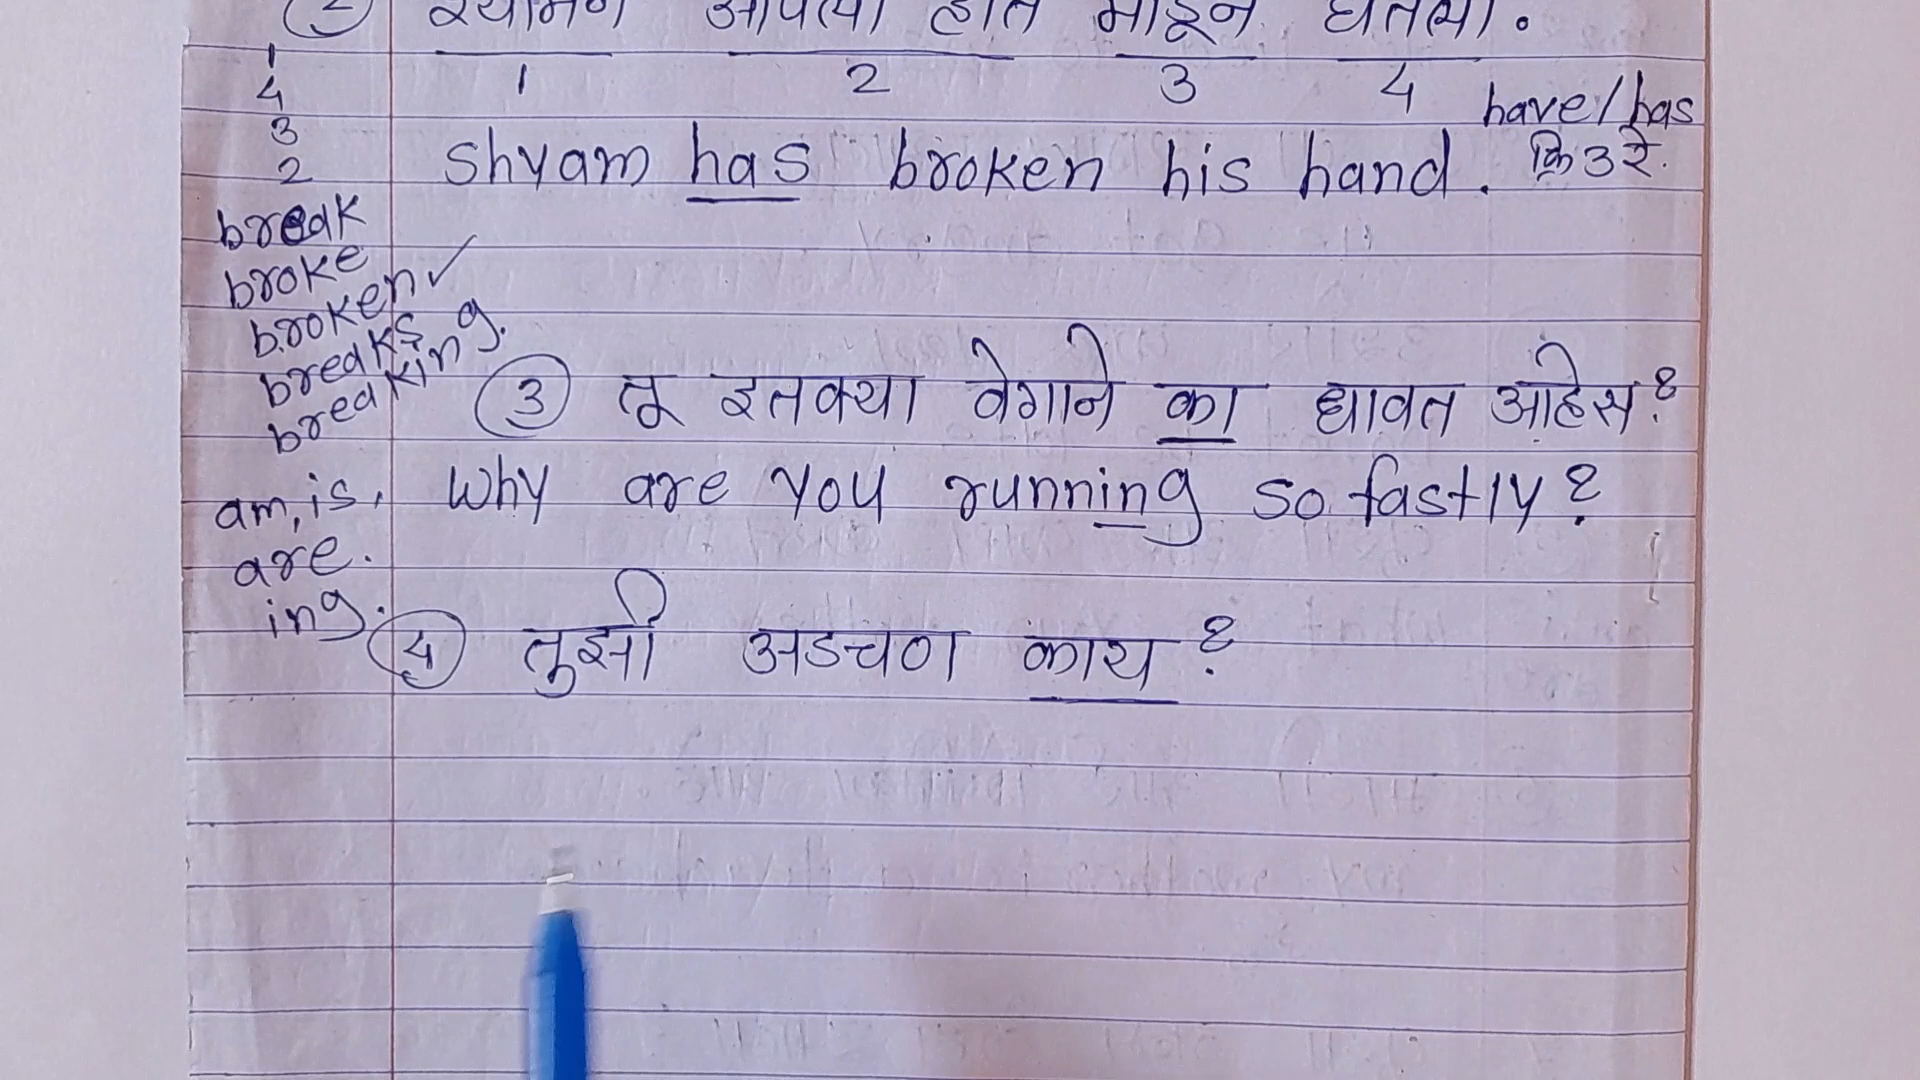 ② श्यामने आपला हात मोडून घेतला.
1 2 3 4
1
4
3
2
have/has
Shyam has broken his hand. क्रि3रे.
break
broke
broken✓
breaks
breaking.
③ तू इतक्या वेगाने का धावत आहेस?
am, is, are. ing.
Why are you running so fastly?
④ तुझी अडचण काय?